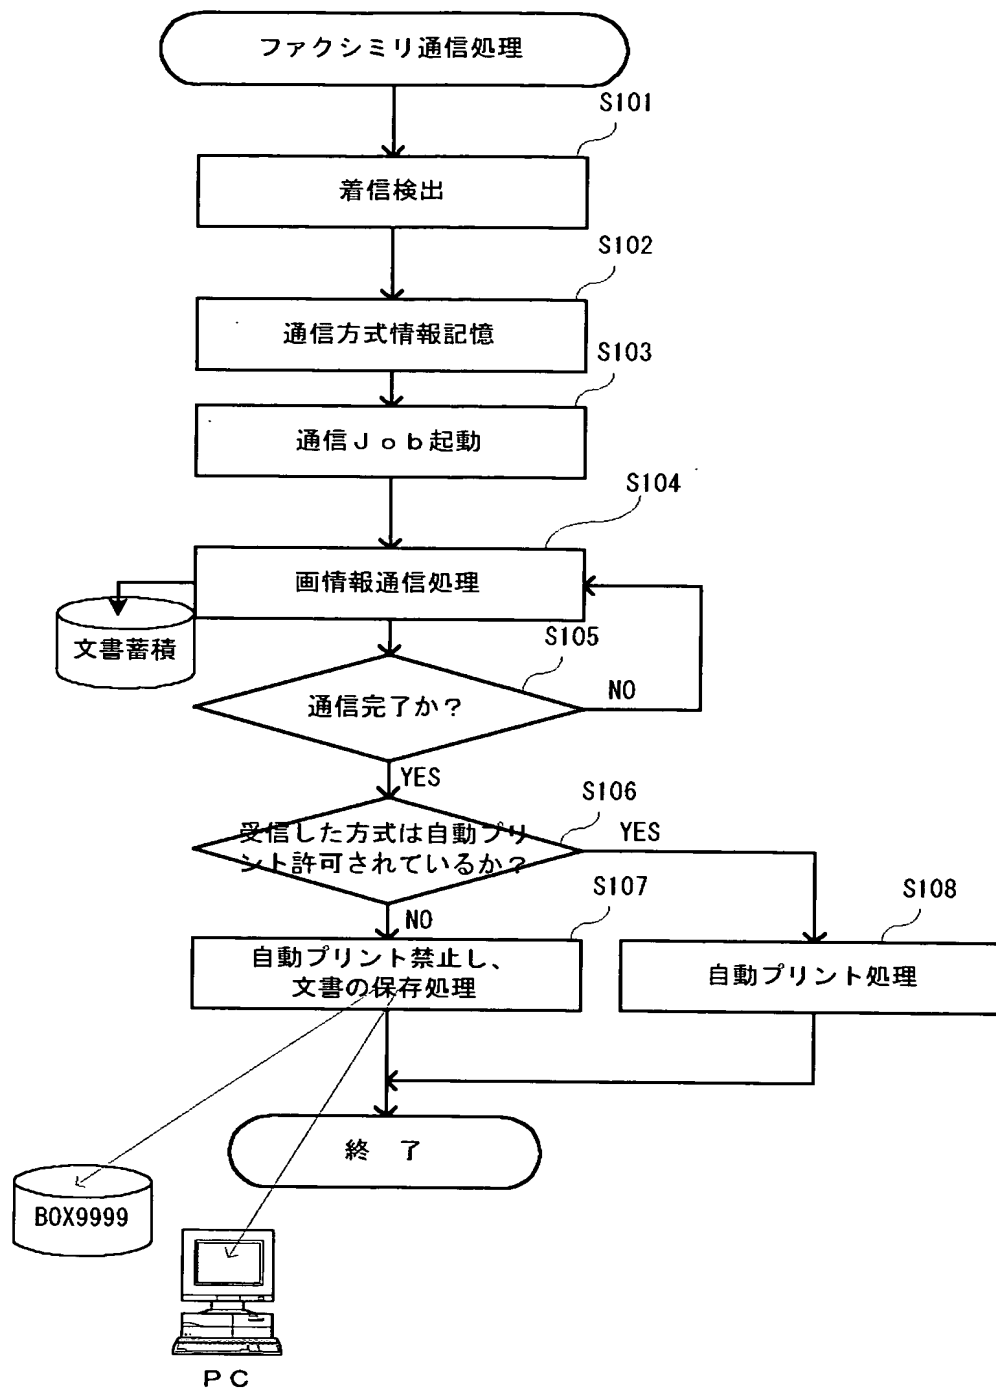 ファクシミリ通信処理
S101
着信検出
S102
通信方式情報記憶
S103
通信Job起動
S104
画情報通信処理
文書蓄積
S105
通信完了か？
NO
YES
S106
受信した方式は自動プリ
ント許可されているか？
YES
NO
S107
自動プリント禁止し、
文書の保存処理
S108
自動プリント処理
終 了
BOX9999
PC